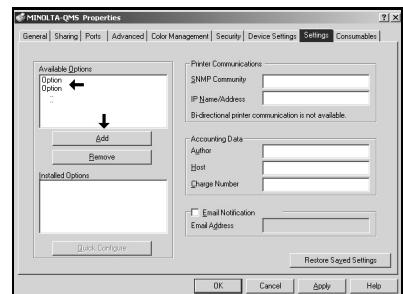 MINOLTA-QMS Properties
General Sharing Ports Advanced Color Management Security Device Settings Settings Consumables
Available Options
Option
Option
:
:
Add
Remove
Installed Options
Quick Configure
Printer Communications
SNMP Community
IP Name/Address
Bi-directional printer communication is not available.
Accounting Data
Author
Host
Charge Number
Email Notification
Email Address
Restore Saved Settings
OK Cancel Apply Help